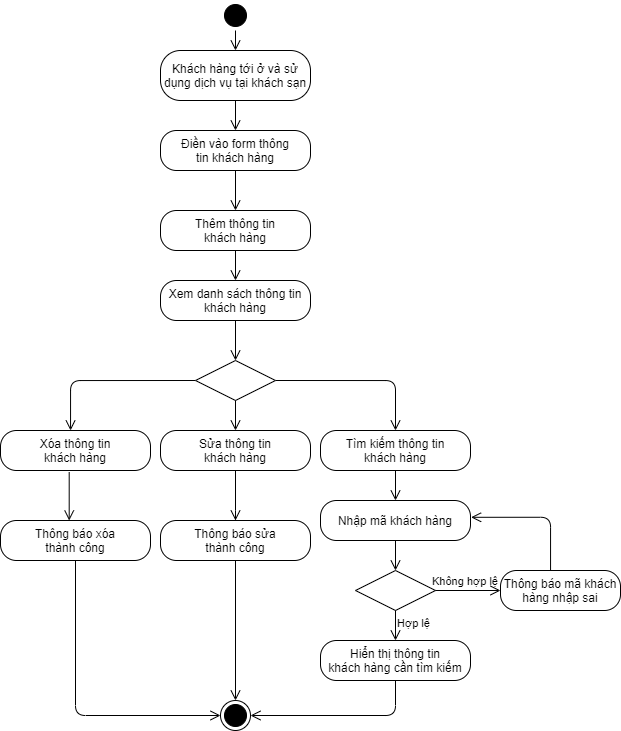 Khách hàng tới ở và sử
dụng dịch vụ tại khách sạn
Điền vào form thông
tin khách hàng
Thêm thông tin
khách hàng
Xem danh sách thông tin
khách hàng
Xóa thông tin
khách hàng
Sửa thông tin
khách hàng
Tìm kiếm thông tin
khách hàng
Thông báo xóa
thành công
Thông báo sửa
thành công
Nhập mã khách hàng
Không hợp lệ
Thông báo mã khách
hàng nhập sai
Hợp lệ
Hiển thị thông tin
khách hàng cần tìm kiếm